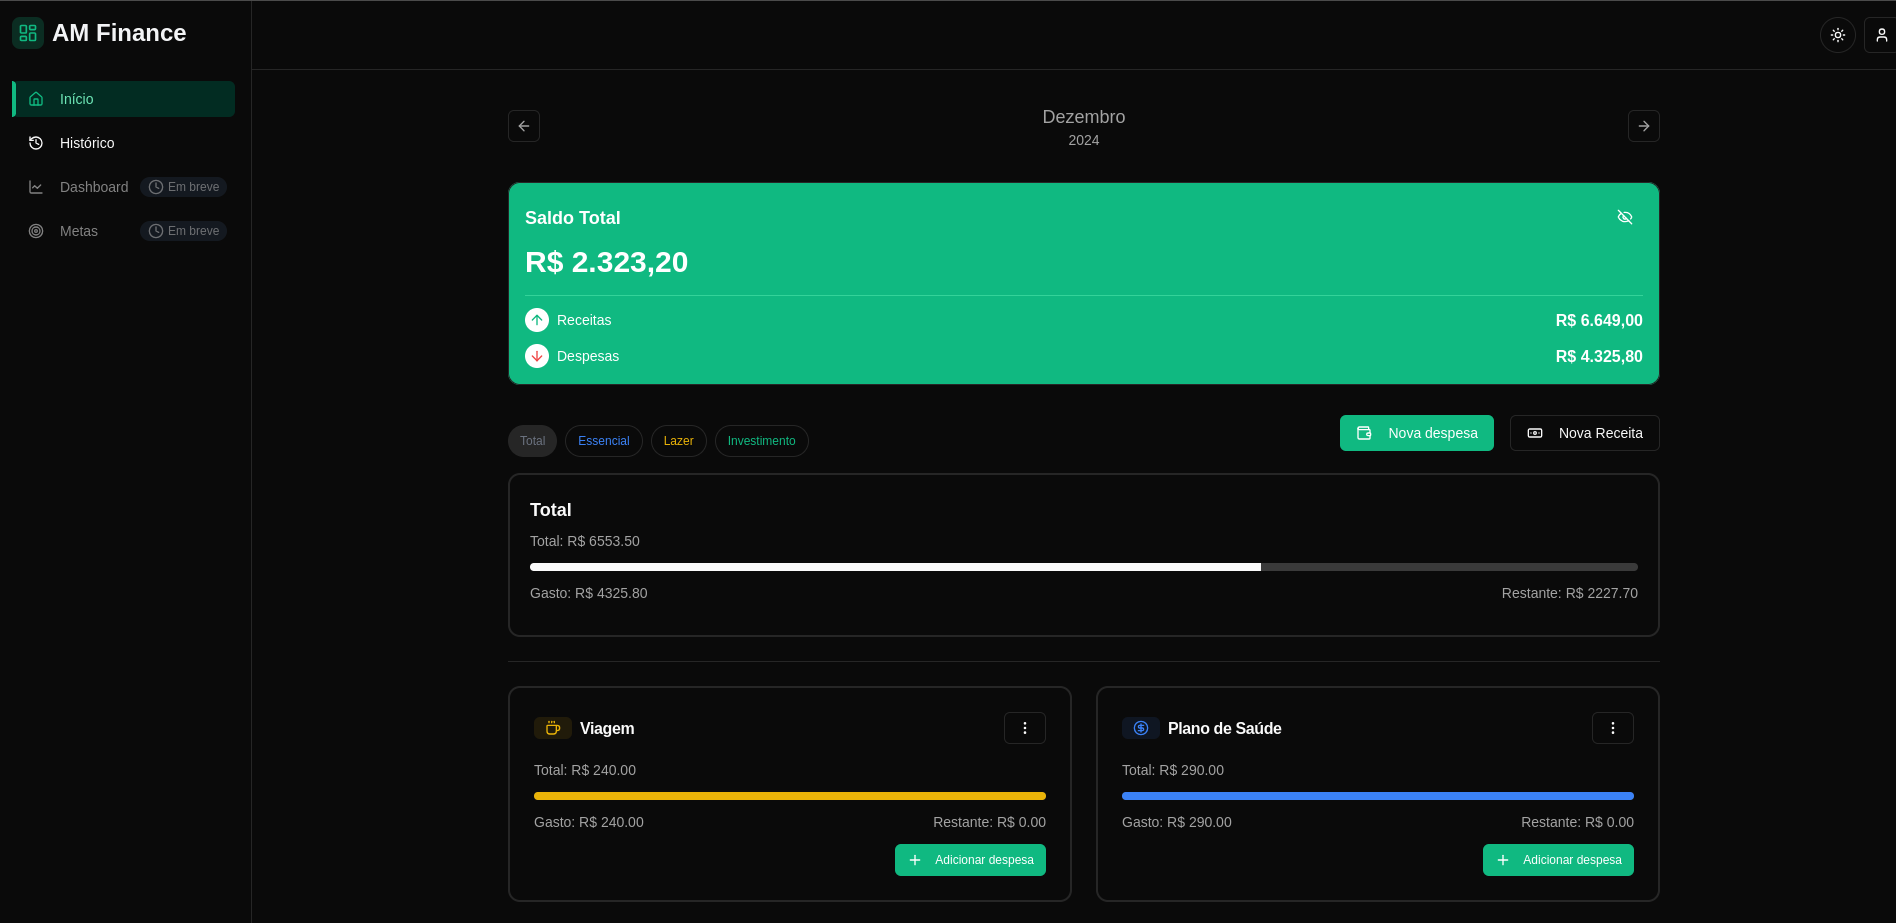 AM Finance
Início
Histórico
Dashboard Em breve
Metas Em breve
Dezembro
2024
Saldo Total
R$ 2.323,20
Receitas R$ 6.649,00
Despesas R$ 4.325,80
Total Essencial Lazer Investimento Nova despesa Nova Receita
Total
Total: R$ 6553.50
Gasto: R$ 4325.80 Restante: R$ 2227.70
Viagem
Total: R$ 240.00
Gasto: R$ 240.00 Restante: R$ 0.00
Adicionar despesa
Plano de Saúde
Total: R$ 290.00
Gasto: R$ 290.00 Restante: R$ 0.00
Adicionar despesa